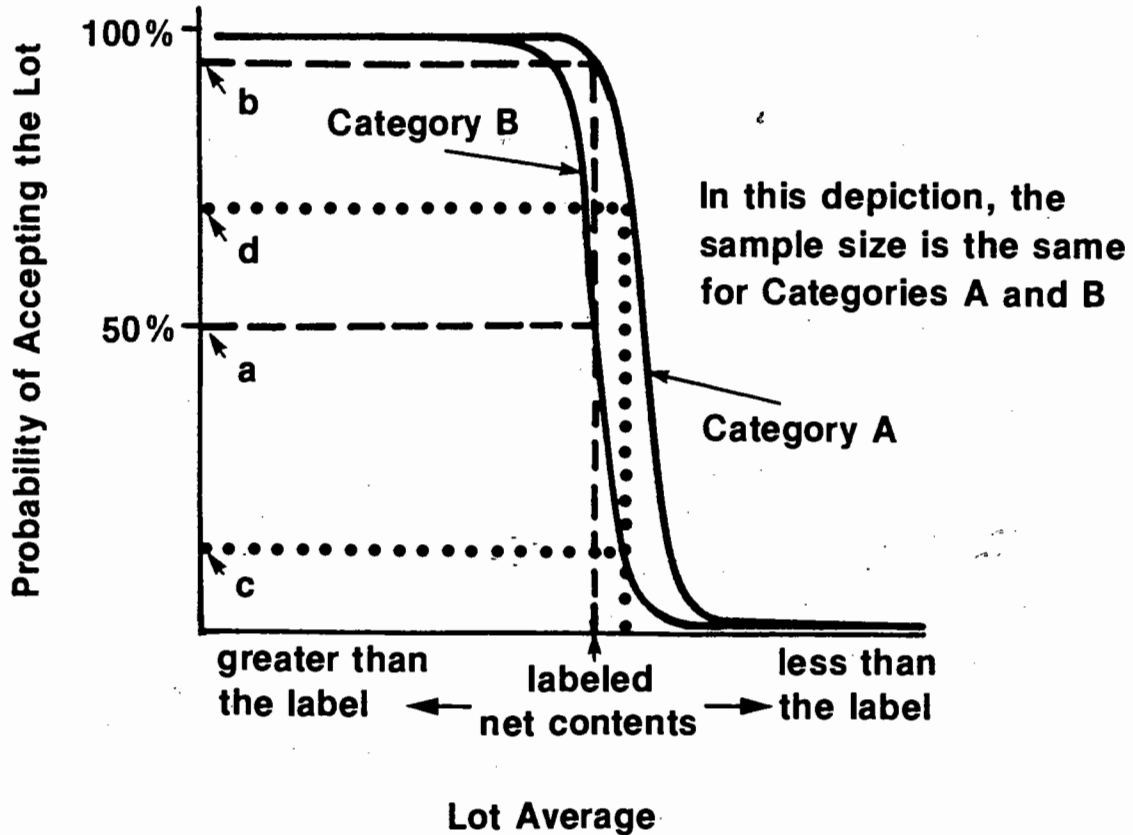 Probability of Accepting the Lot
100%
b
Category B
In this depiction, the
sample size is the same
for Categories A and B
d
50%
a
Category A
c
greater than
the label
labeled
net contents
less than
the label
Lot Average